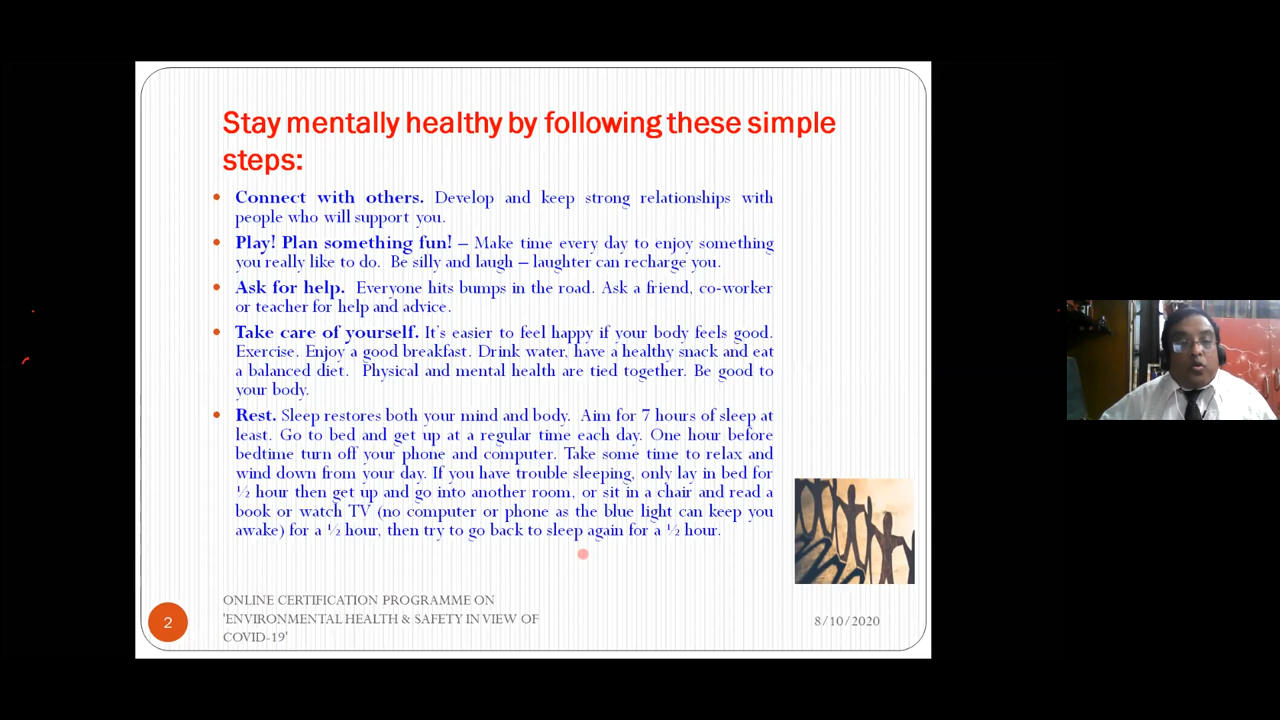 Stay mentally healthy by following these simple
steps:
• Connect with others. Develop and keep strong relationships with
people who will support you.
• Play! Plan something fun! – Make time every day to enjoy something
you really like to do. Be silly and laugh – laughter can recharge you.
• Ask for help. Everyone hits bumps in the road. Ask a friend, co-worker
or teacher for help and advice.
• Take care of yourself. It's easier to feel happy if your body feels good.
Exercise. Enjoy a good breakfast. Drink water, have a healthy snack and eat
a balanced diet. Physical and mental health are tied together. Be good to
your body.
• Rest. Sleep restores both your mind and body. Aim for 7 hours of sleep at
least. Go to bed and get up at a regular time each day. One hour before
bedtime turn off your phone and computer. Take some time to relax and
wind down from your day. If you have trouble sleeping, only lay in bed for
½ hour then get up and go into another room, or sit in a chair and read a
book or watch TV (no computer or phone as the blue light can keep you
awake) for a ½ hour, then try to go back to sleep again for a ½ hour.
2
ONLINE CERTIFICATION PROGRAMME ON
'ENVIRONMENTAL HEALTH & SAFETY IN VIEW OF
COVID-19'
8/10/2020